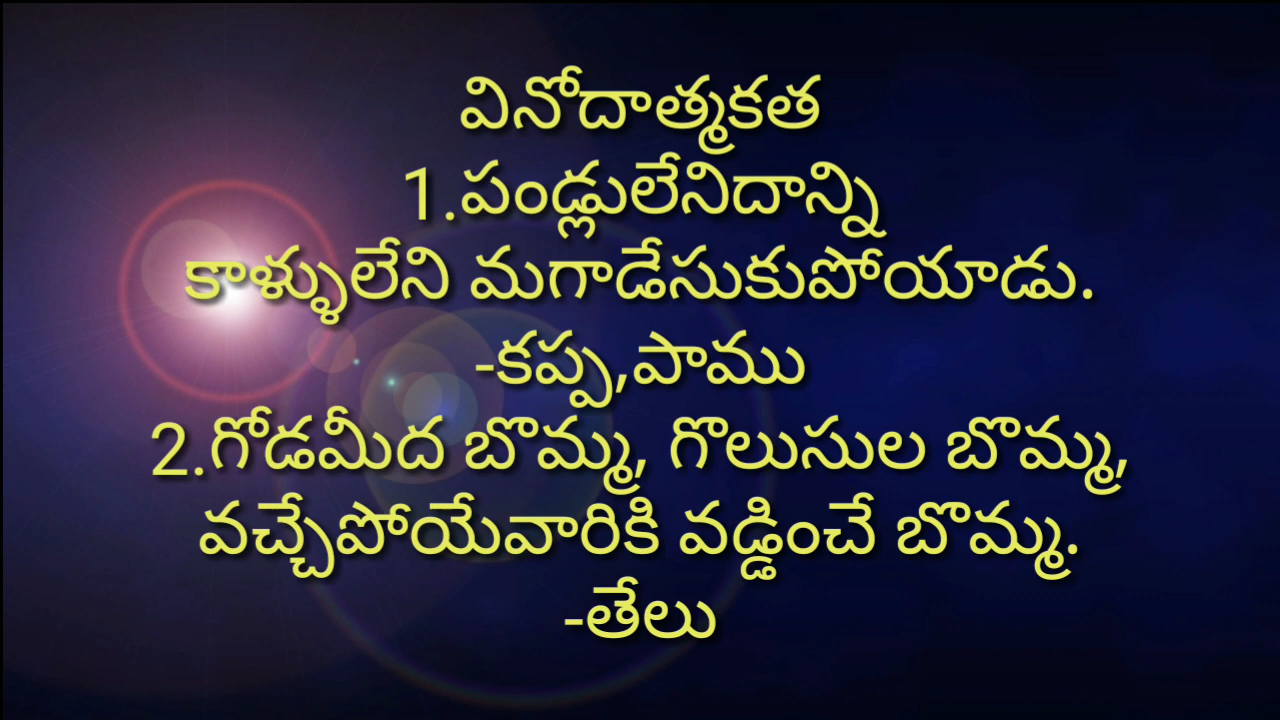 వినోదాత్మకత
1.పండ్లులేనిదాన్ని
కాళ్ళులేని మగాడేసుకుపోయాడు.
-కప్ప,పాము
2.గోడమీద బొమ్మ, గొలుసుల బొమ్మ,
వచ్చేపోయేవారికి వడ్డించే బొమ్మ.
-తేలు